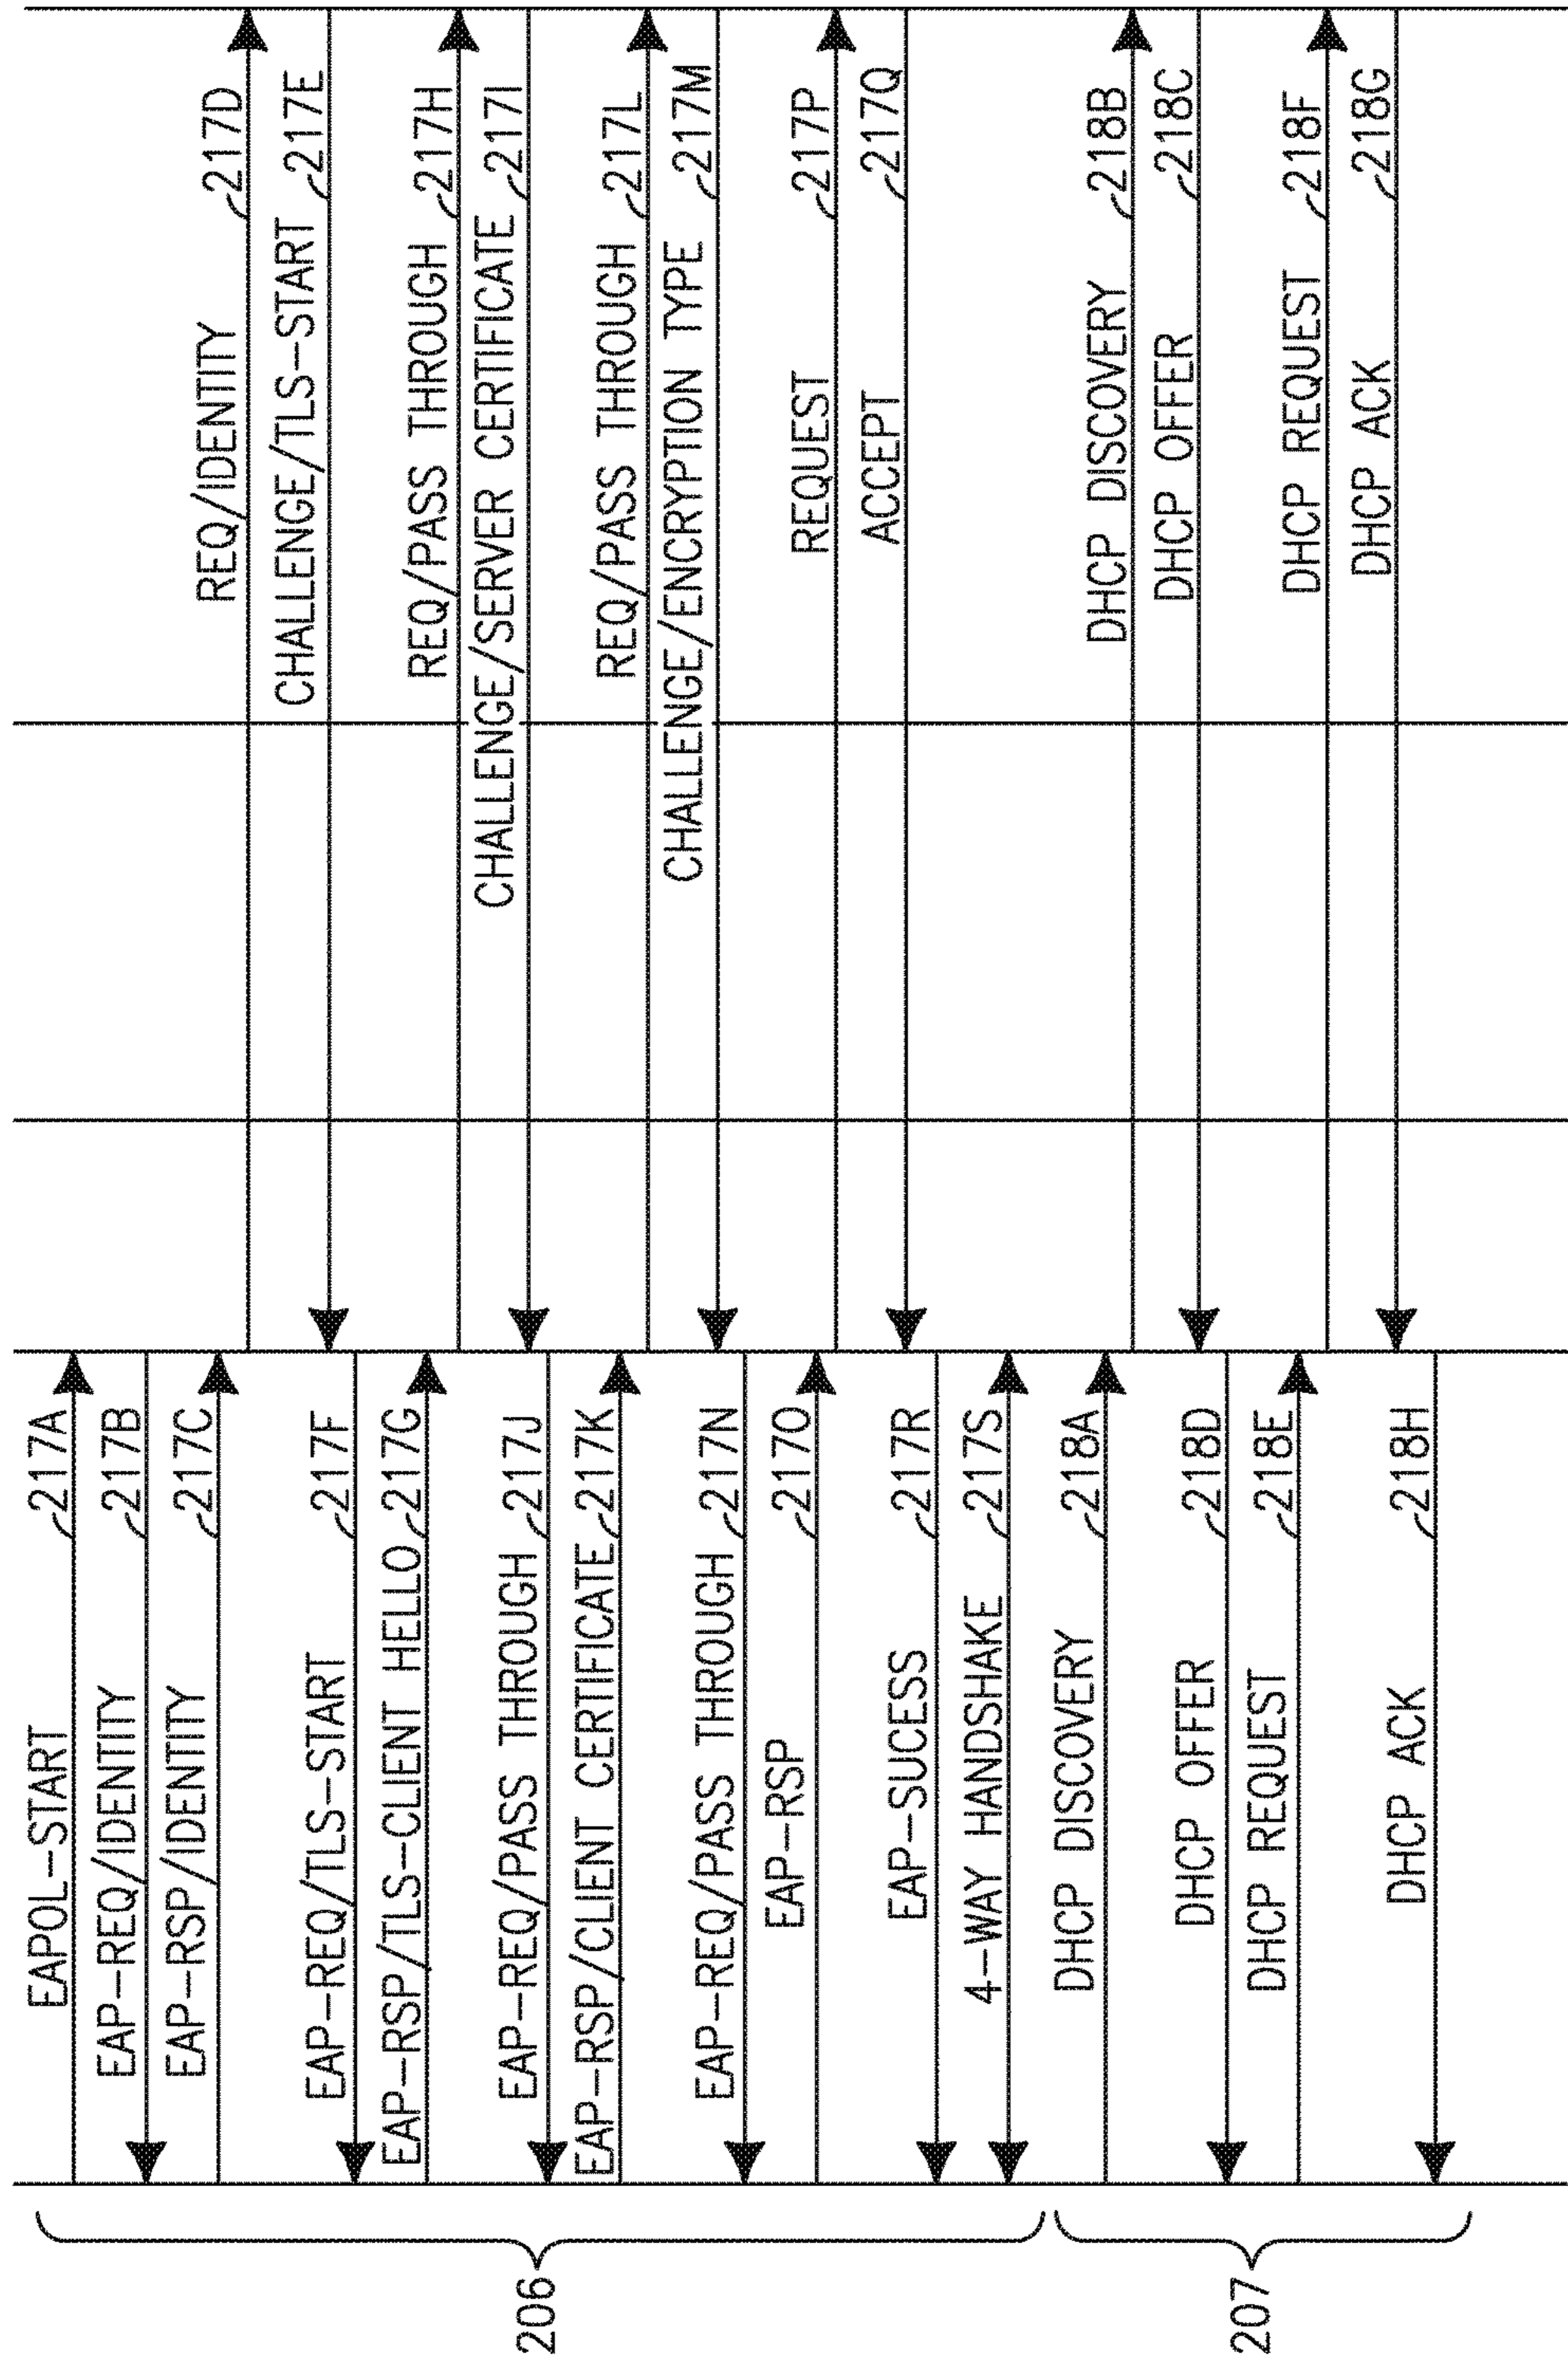 EAPOL-START 217A
EAP-REQ/IDENTITY 217B
EAP-RSP/IDENTITY 217C
REQ/IDENTITY 217D
CHALLENGE/TLS-START 217E
EAP-REQ/TLS-START 217F
EAP-RSP/TLS-CLIENT HELLO 217G
REQ/PASS THROUGH 217H
CHALLENGE/SERVER CERTIFICATE 217I
EAP-REQ/PASS THROUGH 217J
EAP-RSP/CLIENT CERTIFICATE 217K
REQ/PASS THROUGH 217L
CHALLENGE/ENCRYPTION TYPE 217M
EAP-REQ/PASS THROUGH 217N
EAP-RSP 217O
REQUEST 217P
ACCEPT 217Q
EAP-SUCESS 217R
4-WAY HANDSHAKE 217S
206
DHCP DISCOVERY 218A
DHCP DISCOVERY 218B
DHCP OFFER 218C
DHCP OFFER 218D
DHCP REQUEST 218E
DHCP REQUEST 218F
DHCP ACK 218G
DHCP ACK 218H
207